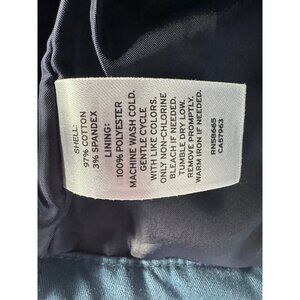 SHELL:
97% COTTON
3% SPANDEX
LINING:
100% POLYESTER
MACHINE WASH COLD.
GENTLE CYCLE
WITH LIKE COLORS.
ONLY NON-CHLORINE
BLEACH IF NEEDED.
TUMBLE DRY LOW.
REMOVE PROMPTLY.
WARM IRON IF NEEDED.
RN58665
CA57963